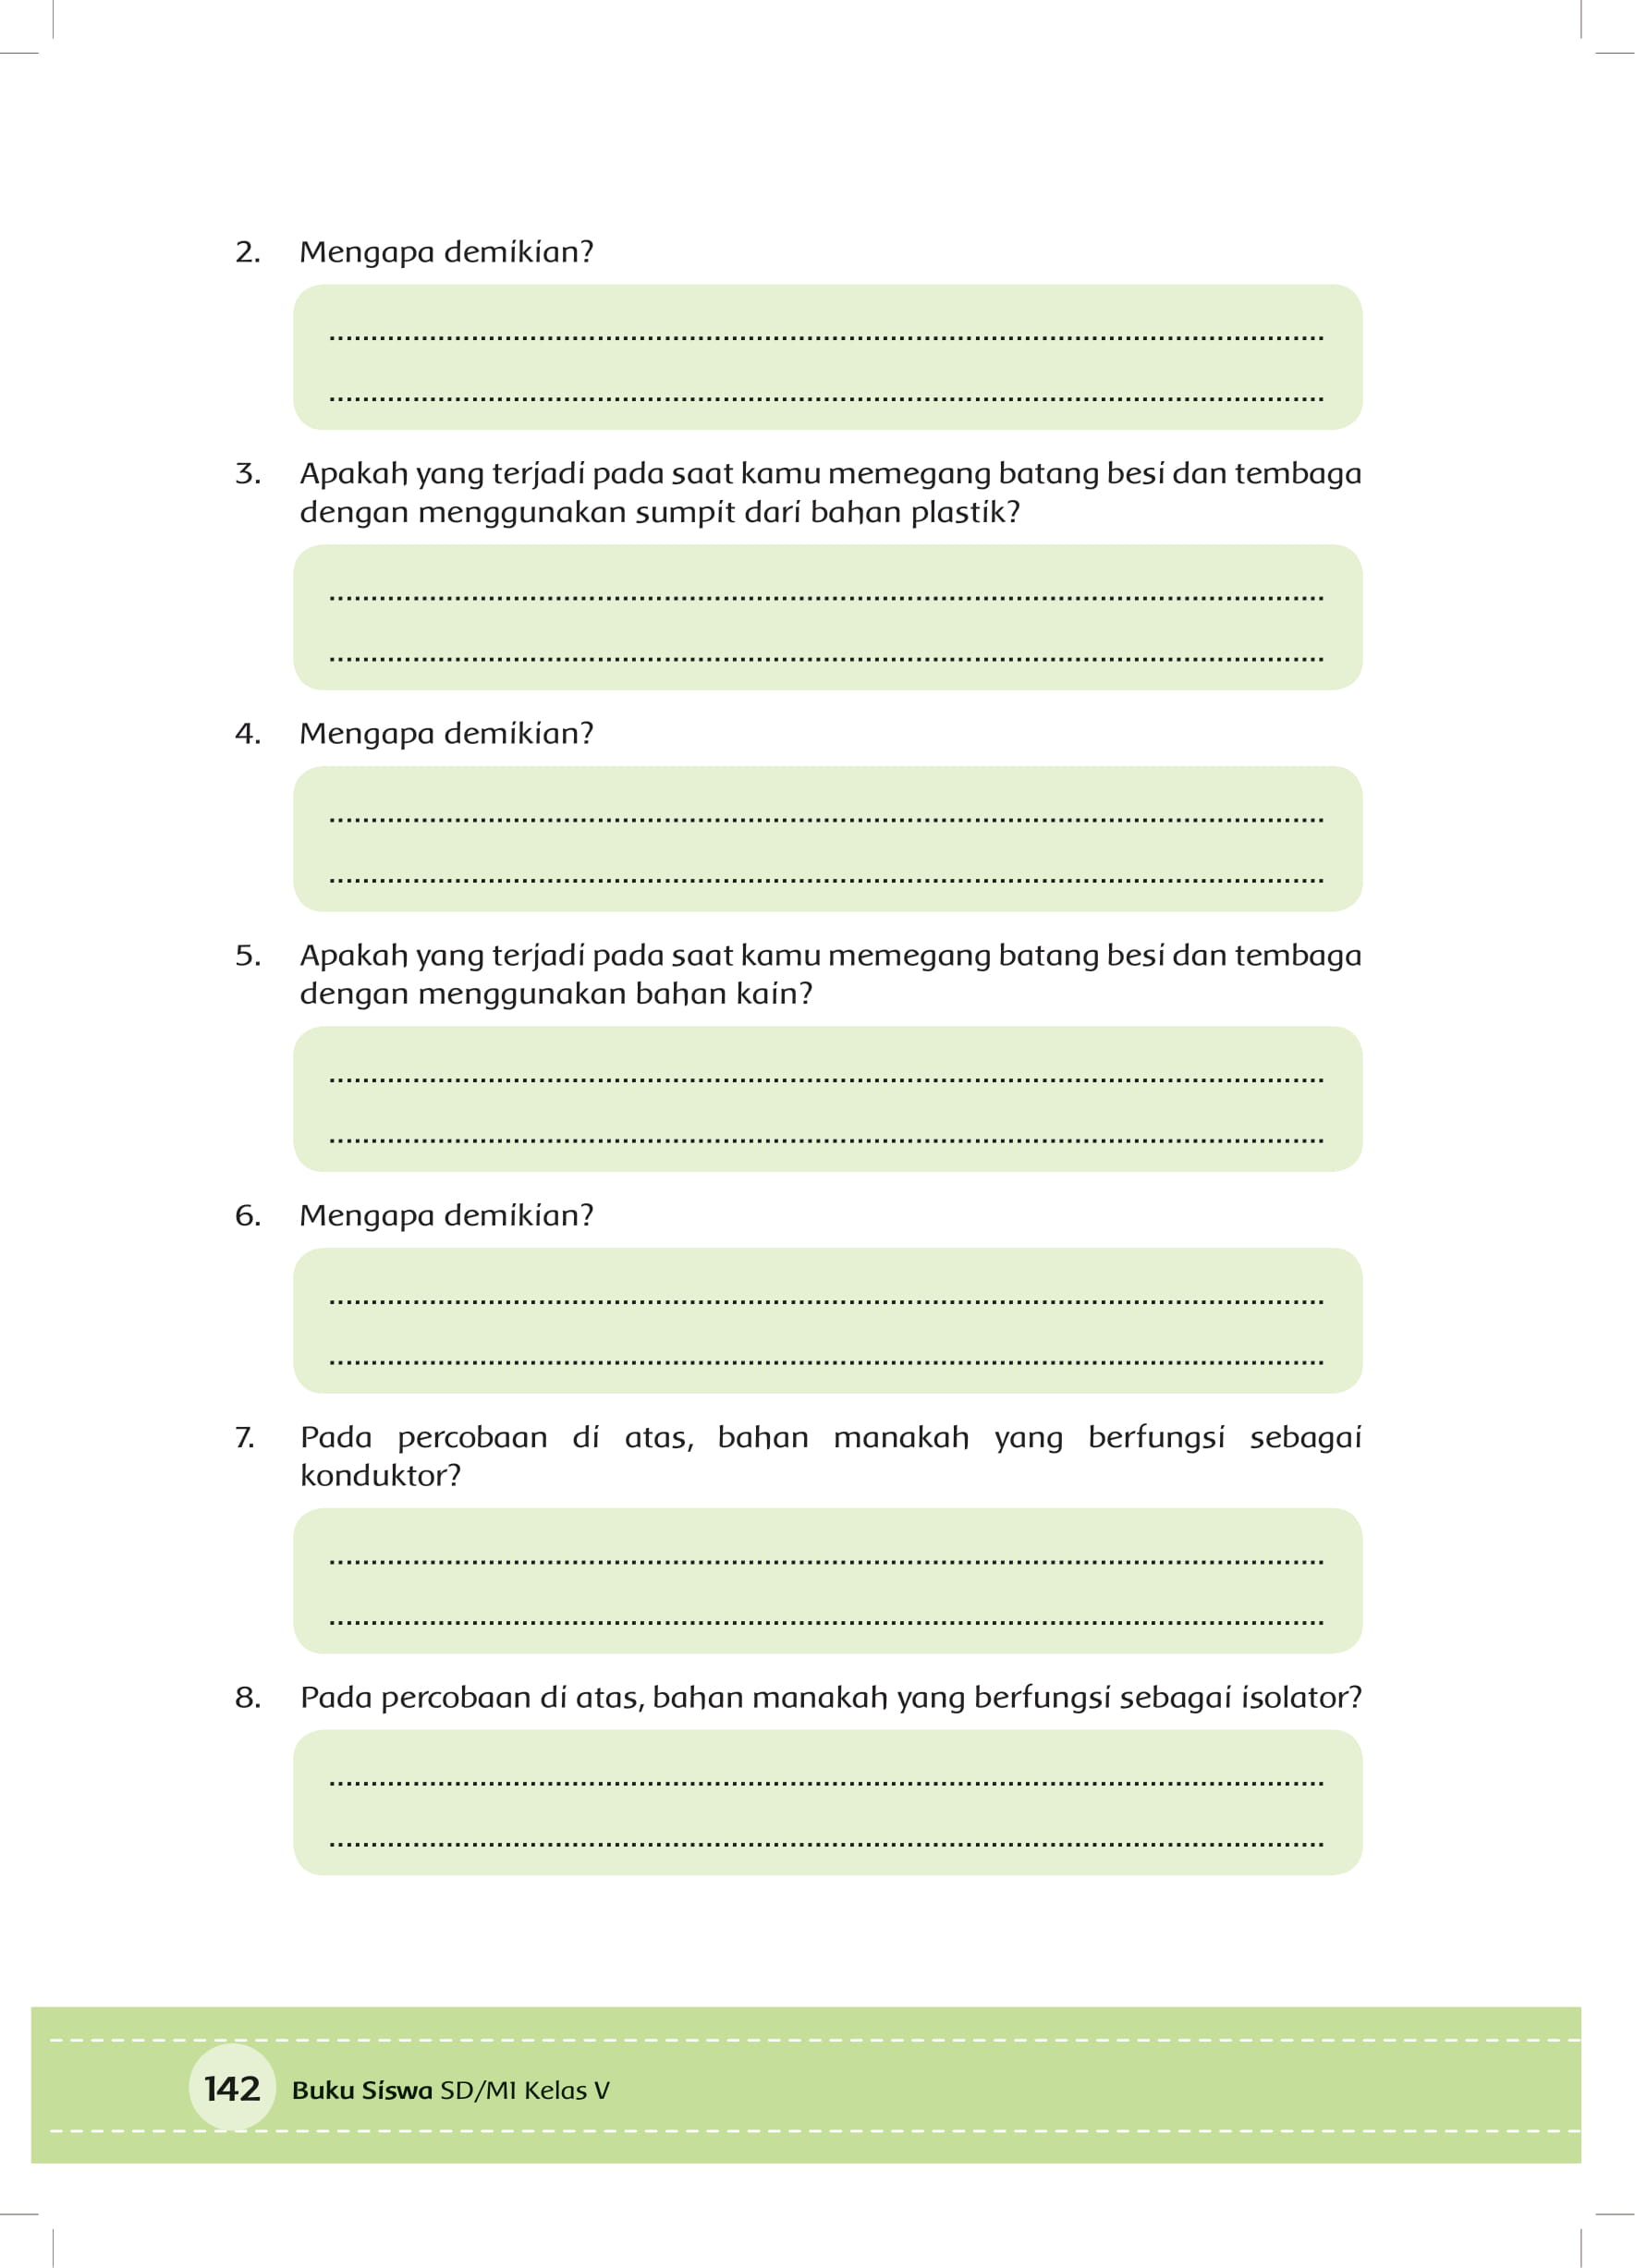 2. Mengapa demikian?
................................................................................
................................................................................
3. Apakah yang terjadi pada saat kamu memegang batang besi dan tembaga
dengan menggunakan sumpit dari bahan plastik?
................................................................................
................................................................................
4. Mengapa demikian?
................................................................................
................................................................................
5. Apakah yang terjadi pada saat kamu memegang batang besi dan tembaga
dengan menggunakan bahan kain?
................................................................................
................................................................................
6. Mengapa demikian?
................................................................................
................................................................................
7. Pada percobaan di atas, bahan manakah yang berfungsi sebagai
konduktor?
................................................................................
................................................................................
8. Pada percobaan di atas, bahan manakah yang berfungsi sebagai isolator?
................................................................................
................................................................................
142 Buku Siswa SD/MI Kelas V